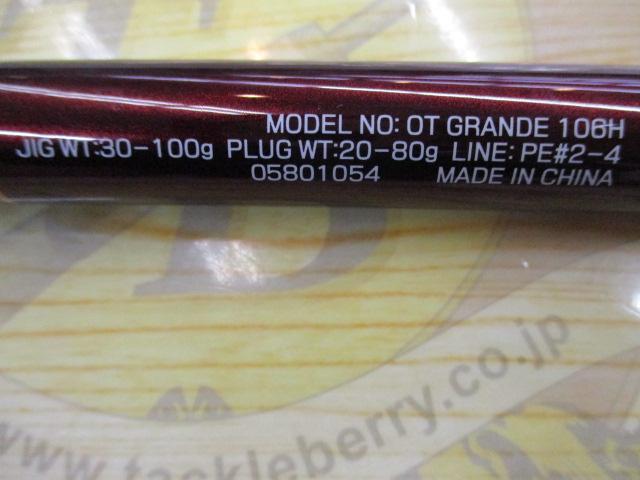 MODEL NO: OT GRANDE 106H
JIG WT:30-100g PLUG WT:20-80g LINE: PE#2-4
05801054 MADE IN CHINA
www.tackleberry.co.jp